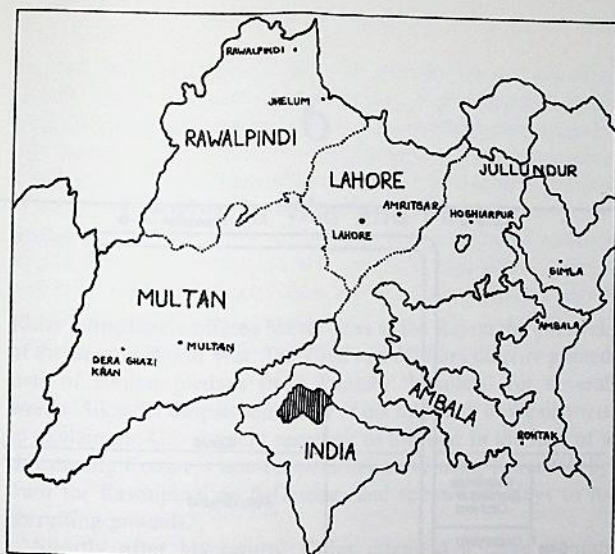 RAWALPINDI
JHELUM
RAWALPINDI
LAHORE
JULLUNDUR
AMRITSAR
HOSHIARPUR
LAHORE
SIMLA
MULTAN
AMBALA
MULTAN
DERA GHAZI
KHAN
AMBALA
ROHTAK
INDIA